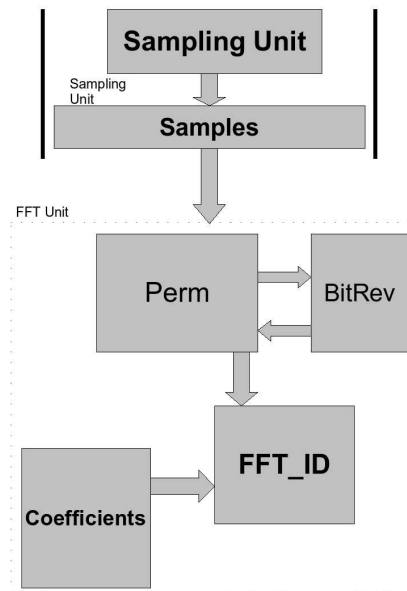 Sampling Unit
Sampling
Unit
Samples
FFT Unit
Perm
BitRev
FFT_ID
Coefficients